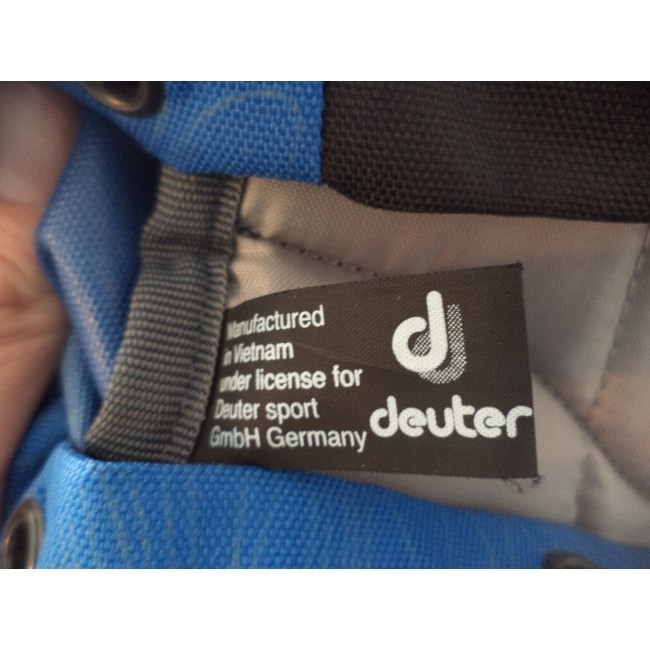 Manufactured
in Vietnam
under license for
Deuter sport
GmbH Germany
d
deuter